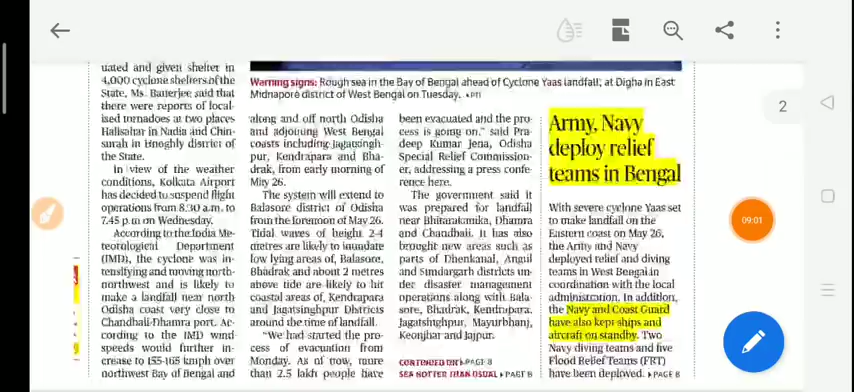 uated and given shelter in
4,000 cyclone shelters of the
State, Ms. Banerjee said that
there were reports of local-
ised tornadoes at two places
Halisahar in Nadia and Chin-
surah in Hooghly district of
the State.
In view of the weather
conditions, Kolkata Airport
has decided to suspend flight
operations from 8.30 a.m. to
7.45 p.m on Wednesday.
According to the India Me-
teorological Department
(IMD), the cyclone was in-
tensifying and moving north-
northwest and is likely to
make a landfall near north
Odisha coast very close to
Chandbali-Dhamra port. Ac-
cording to the IMD wind
speeds would further in-
crease to 155-165 kmph over
northwest Bay of Bengal and
Warning signs: Rough sea in the Bay of Bengal ahead of Cyclone Yaas landfall, at Digha in East
Midnapore district of West Bengal on Tuesday. PTI
along and off north Odisha
and adjoining West Bengal
coasts including Jagatsingh-
pur, Kendrapara and Bha-
drak, from early morning of
May 26.
The system will extend to
Balasore district of Odisha
from the forenoon of May 26.
Tidal waves of height 2-4
metres are likely to inundate
low lying areas of, Balasore,
Bhadrak and about 2 metres
above tide are likely to hit
coastal areas of, Kendrapara
and Jagatsinghpur Districts
around the time of landfall.
"We had started the pro-
cess of evacuation from
Monday. As of now, more
than 2.5 lakh people have
been evacuated and the pro-
cess is going on." said Pra-
deep Kumar Jena, Odisha
Special Relief Commission-
er, addressing a press confe-
rence here.
The government said it
was prepared for landfall
near Bhitarakanika, Dhamra
and Chandbali. It has also
brought new areas such as
parts of Dhenkanal, Angul
and Sundargarh districts un-
der disaster management
operations along with Bala-
sore, Bhadrak, Kendrapara,
Jagatsinghpur, Mayurbhanj,
Keonjhar and Jajpur.
CONTINUED ON PAGE 8
SEA HOTTER THAN USUAL PAGE 8
Army, Navy
deploy relief
teams in Bengal
With severe cyclone Yaas set
to make landfall on the
Eastern coast on May 26,
the Army and Navy
deployed relief and diving
teams in West Bengal in
coordination with the local
administration. In addition,
the Navy and Coast Guard
have also kept ships and
aircraft on standby. Two
Navy diving teams and five
Flood Relief Teams (FRT)
have been deployed. PAGE 8
2
09:01